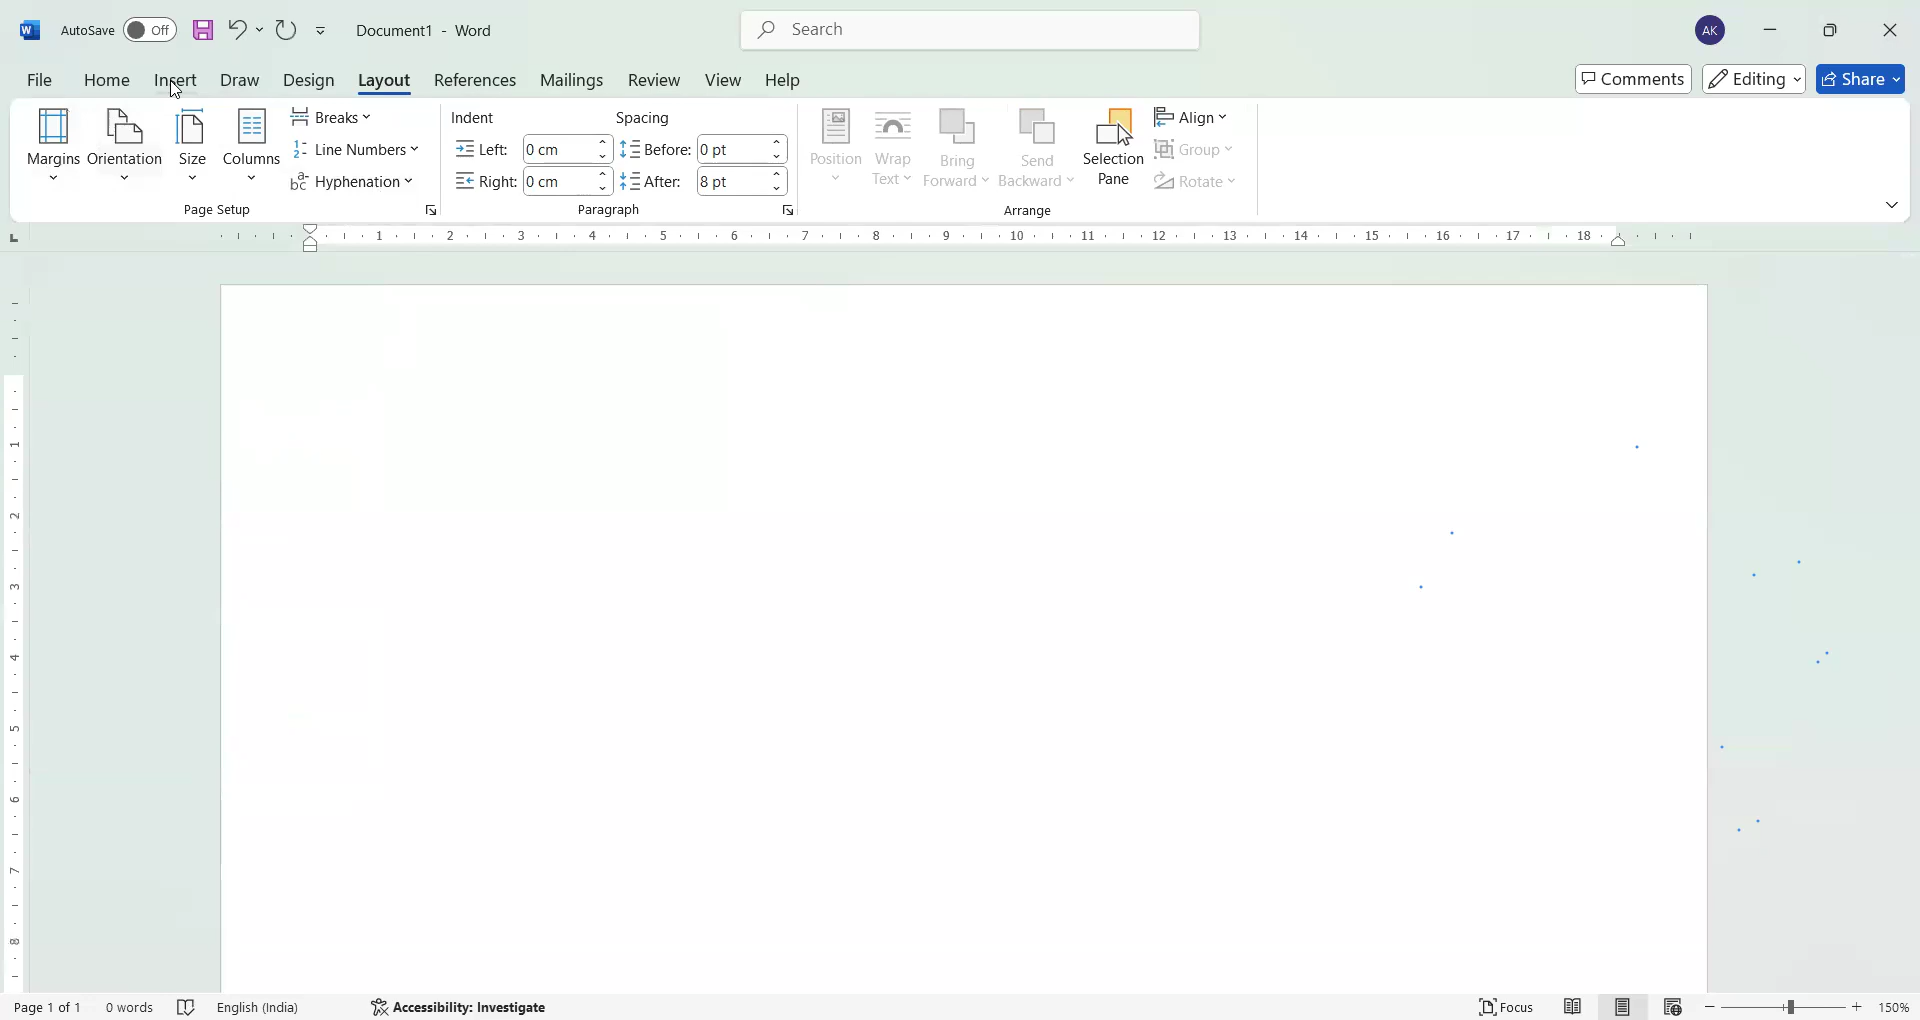 AutoSave Off Document1 - Word Search AK
File Home Insert Draw Design Layout References Mailings Review View Help Comments Editing Share
Margins Orientation Size Columns
Breaks
Line Numbers
Hyphenation
Page Setup
Indent Spacing
Left: 0 cm Before: 0 pt
Right: 0 cm After: 8 pt
Paragraph
Position Wrap Text Bring Forward Send Backward Selection Pane
Align
Group
Rotate
Arrange
1 2 3 4 5 6 7 8 9 10 11 12 13 14 15 16 17 18
1
2
3
4
5
6
7
8
Page 1 of 1 0 words English (India) Accessibility: Investigate Focus 150%